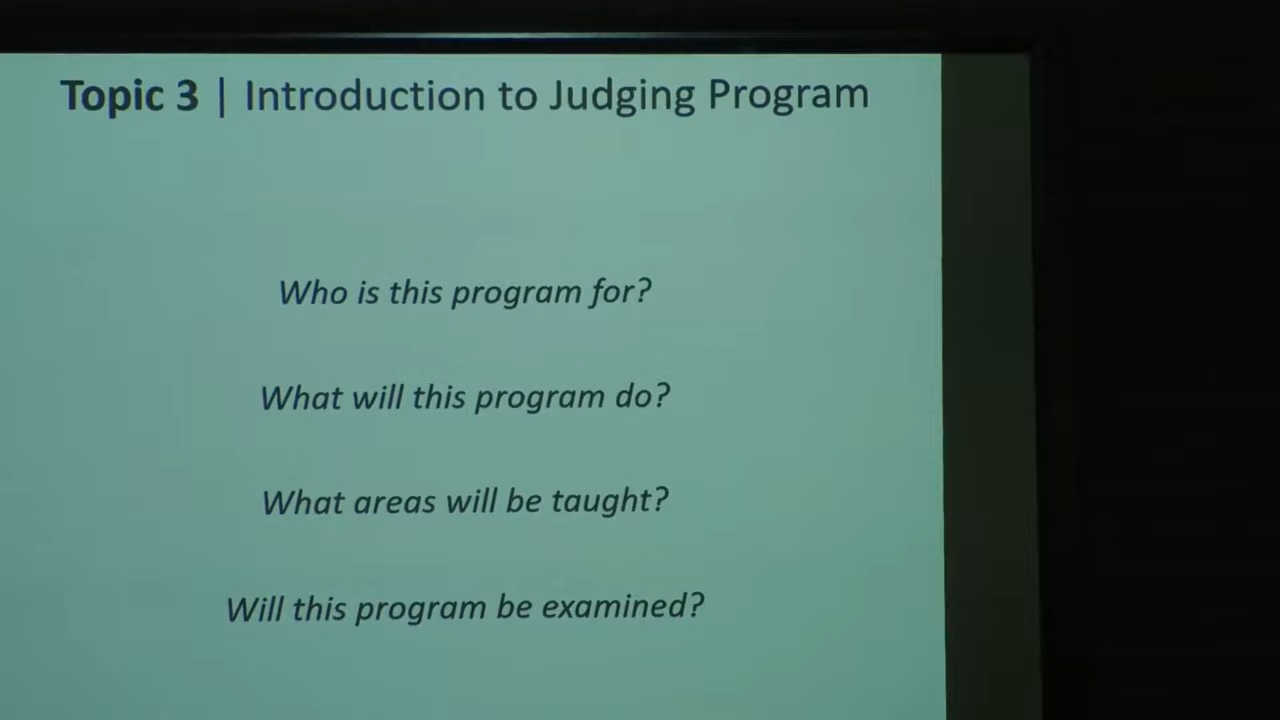 Topic 3 | Introduction to Judging Program
Who is this program for?
What will this program do?
What areas will be taught?
Will this program be examined?